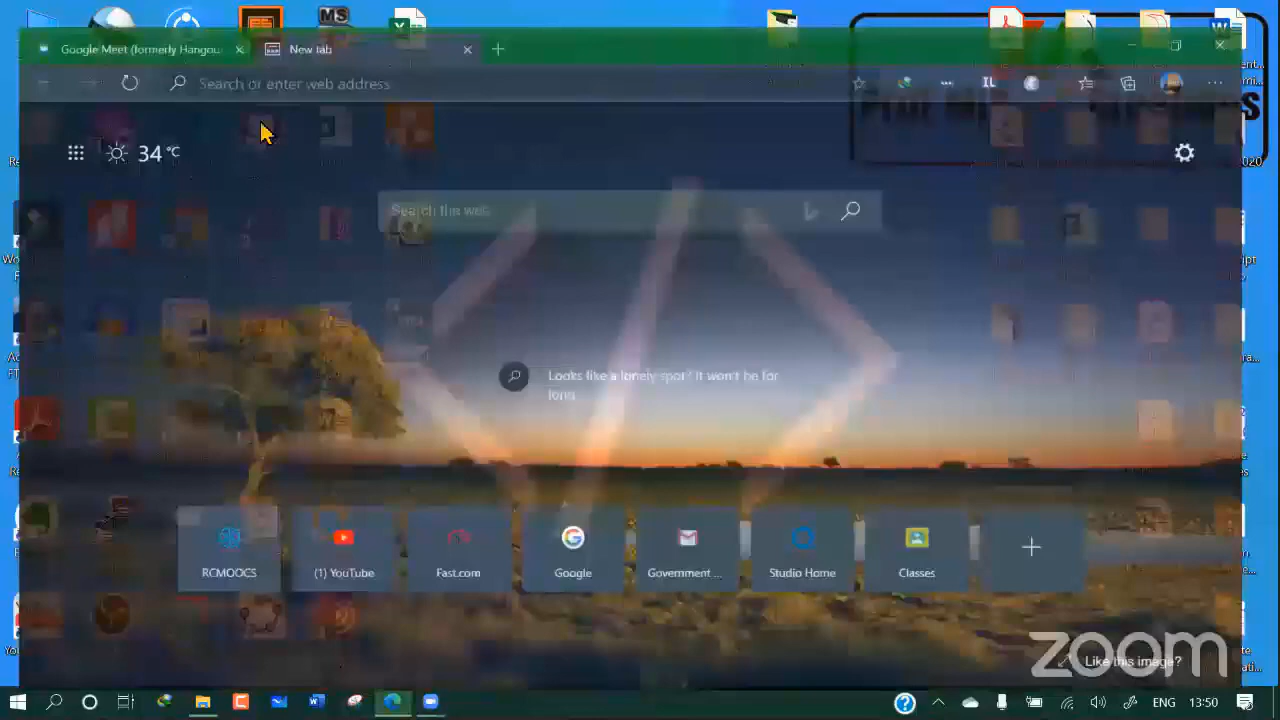 MS
Google Meet (formerly Hangou
New tab
Search or enter web address
34 °C
Search the web
Looks like a lonely spot? It won't be for
long
RCMOOCS
(1) YouTube
Fast.com
Google
Government ...
Studio Home
Classes
zoom
Like this image?
ENG
13:50